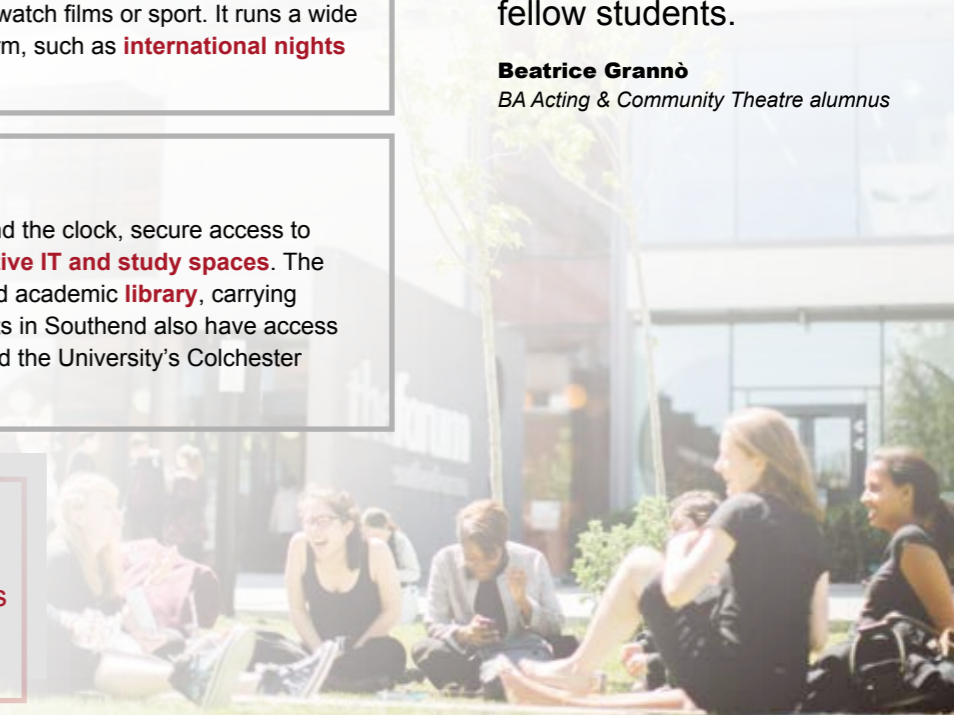 watch films or sport. It runs a wide
such as international nights
the clock, secure access to
IT and study spaces. The
academic library, carrying
in Southend also have access
the University's Colchester
fellow students.
Beatrice Grannò
BA Acting & Community Theatre alumnus
the forum